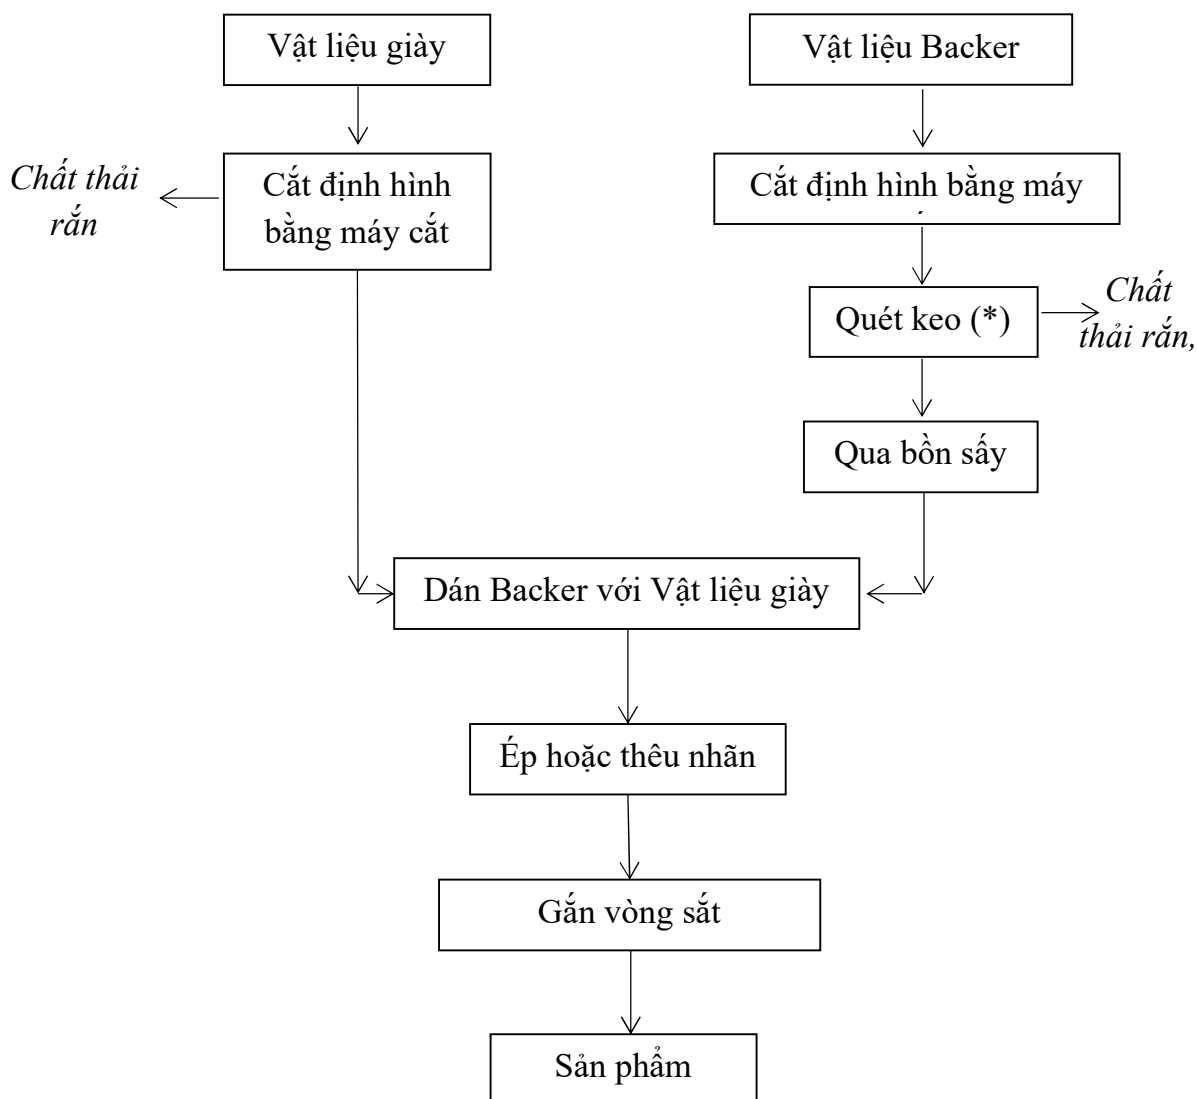 Vật liệu giày
Vật liệu Backer
Chất thải
rắn
Cắt định hình
bằng máy cắt
Cắt định hình bằng máy
Quét keo (*)
Chất
thải rắn,
Qua bồn sấy
Dán Backer với Vật liệu giày
Ép hoặc thêu nhãn
Gắn vòng sắt
Sản phẩm